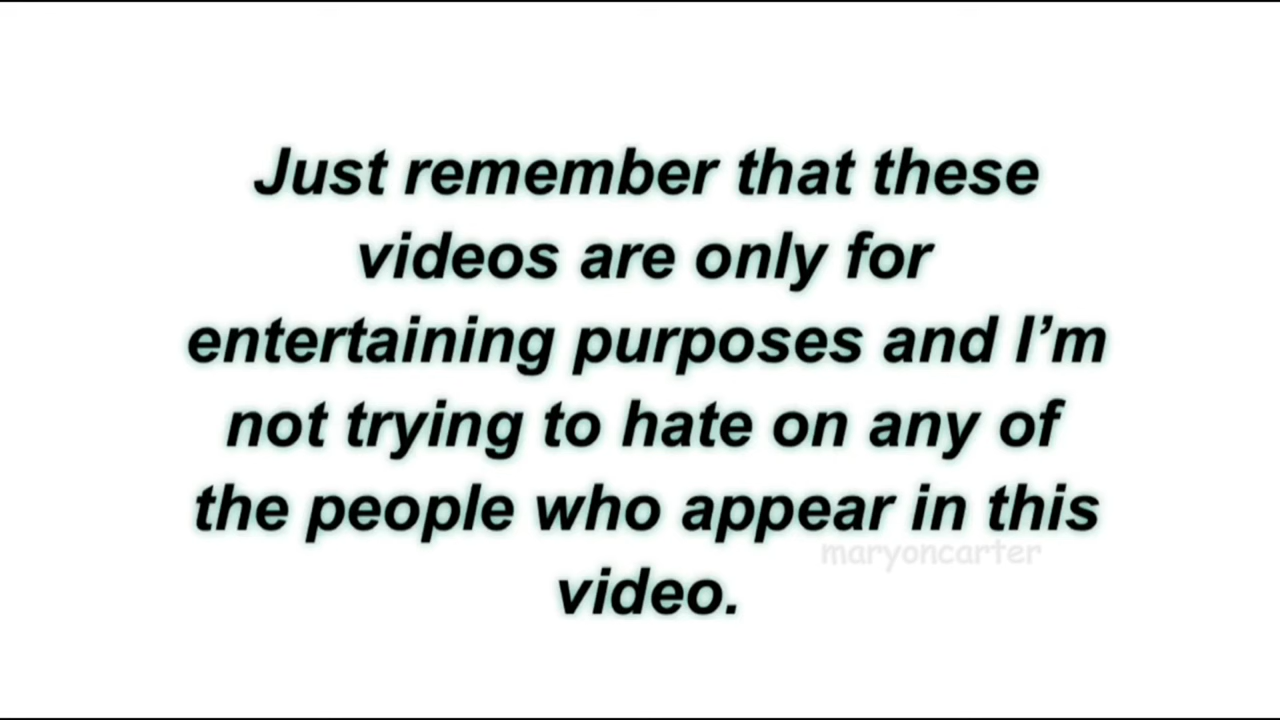 Just remember that these
videos are only for
entertaining purposes and I’m
not trying to hate on any of
the people who appear in this
maryoncarter
video.